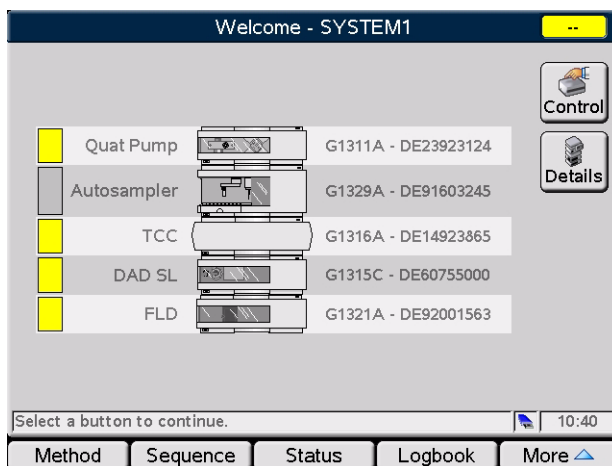 Welcome - SYSTEM1
--
Control
Details
Quat Pump G1311A - DE23923124
Autosampler G1329A - DE91603245
TCC G1316A - DE14923865
DAD SL G1315C - DE60755000
FLD G1321A - DE92001563
Select a button to continue.
10:40
Method Sequence Status Logbook More